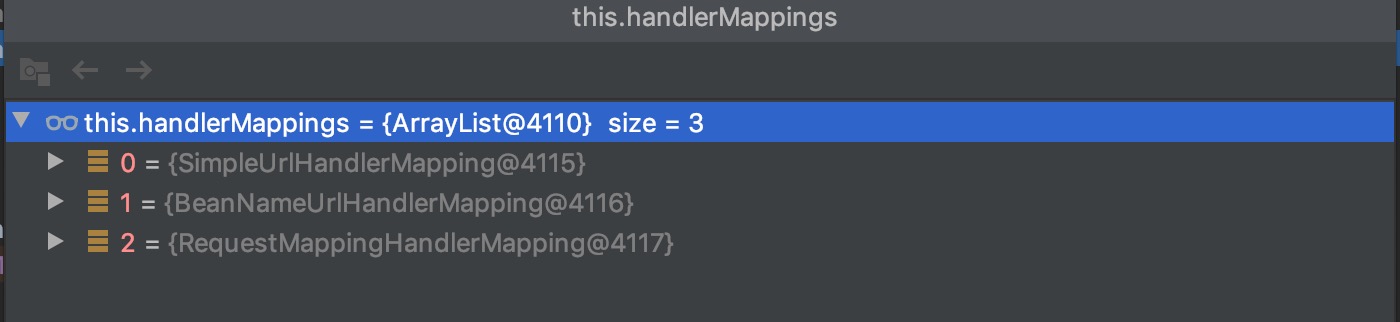 this.handlerMappings
this.handlerMappings = {ArrayList@4110} size = 3
0 = {SimpleUrlHandlerMapping@4115}
1 = {BeanNameUrlHandlerMapping@4116}
2 = {RequestMappingHandlerMapping@4117}